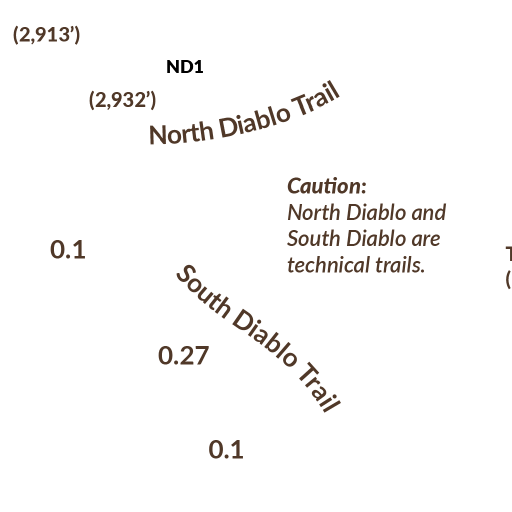 (2,913’)
ND1
(2,932’)
North Diablo Trail
Caution:
North Diablo and
South Diablo are
technical trails.
0.1
South Diablo Trail
0.27
0.1